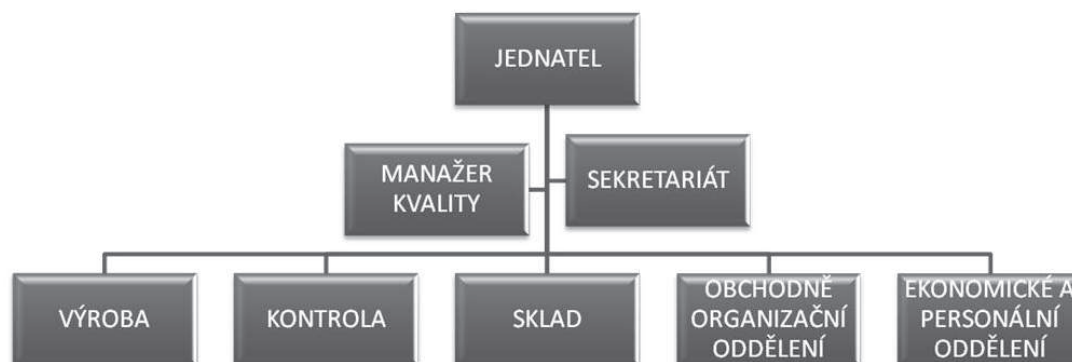 JEDNATEL
MANAŽER
KVALITY
SEKRETARIÁT
VÝROBA
KONTROLA
SKLAD
OBCHODNĚ
ORGANIZAČNÍ
ODDĚLENÍ
EKONOMICKÉ A
PERSONÁLNÍ
ODDĚLENÍ